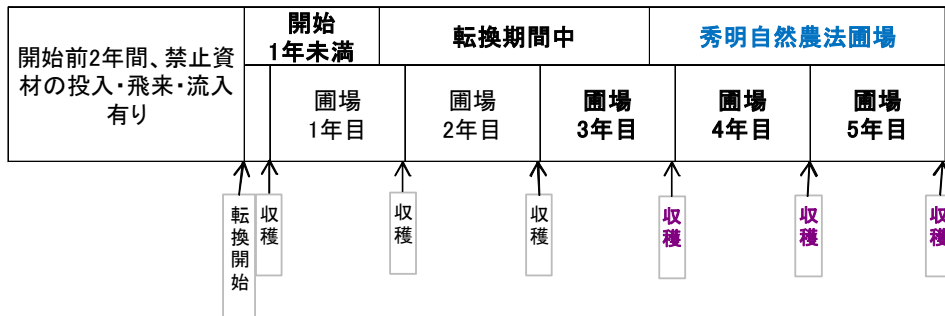 開始前2年間、禁止資
材の投入・飛来・流入
有り
開始
1年未満
転換期間中
秀明自然農法圃場
圃場
1年目
圃場
2年目
圃場
3年目
圃場
4年目
圃場
5年目
転換開始
収穫
収穫
収穫
収穫
収穫
収穫